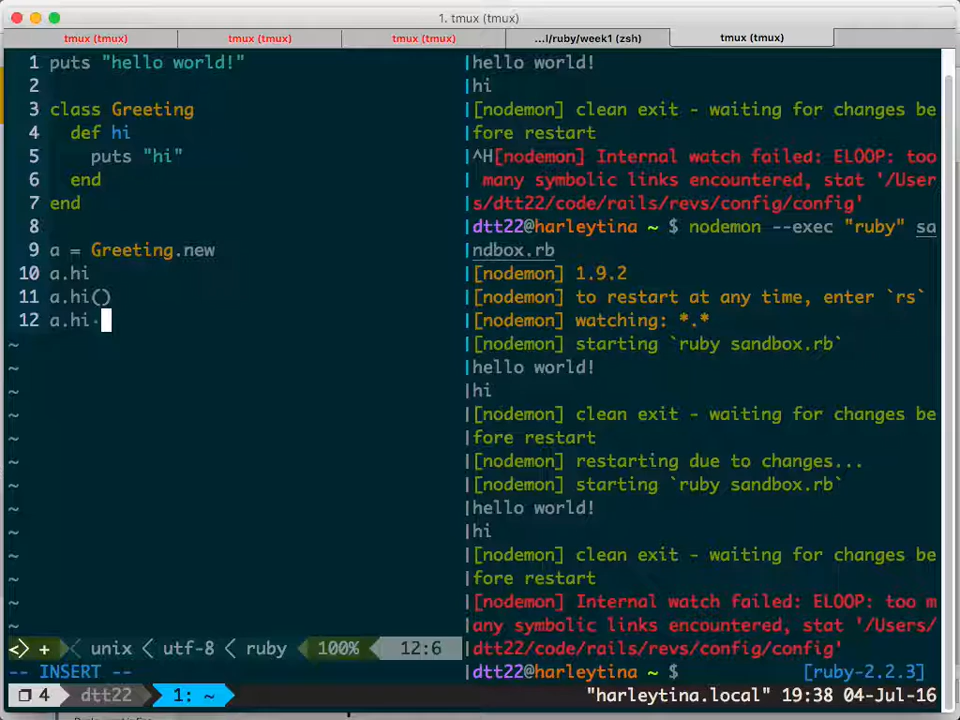 1. tmux (tmux)
tmux (tmux)
tmux (tmux)
tmux (tmux)
...l/ruby/week1 (zsh)
tmux (tmux)
1 puts "hello world!"
2
3 class Greeting
4 def hi
5 puts "hi"
6 end
7 end
8
9 a = Greeting.new
10 a.hi
11 a.hi()
12 a.hi·
~
~
~
~
~
~
~
~
~
~
~
~
~
<> + < unix < utf-8 < ruby 100% 12:6
-- INSERT --
hello world!
hi
[nodemon] clean exit - waiting for changes be
fore restart
^H[nodemon] Internal watch failed: ELOOP: too
many symbolic links encountered, stat '/User
s/dtt22/code/rails/revs/config/config'
dtt22@harleytina ~ $ nodemon --exec "ruby" sa
ndbox.rb
[nodemon] 1.9.2
[nodemon] to restart at any time, enter `rs`
[nodemon] watching: *.*
[nodemon] starting `ruby sandbox.rb`
hello world!
hi
[nodemon] clean exit - waiting for changes be
fore restart
[nodemon] restarting due to changes...
[nodemon] starting `ruby sandbox.rb`
hello world!
hi
[nodemon] clean exit - waiting for changes be
fore restart
[nodemon] Internal watch failed: ELOOP: too m
any symbolic links encountered, stat '/Users/
dtt22/code/rails/revs/config/config'
dtt22@harleytina ~ $ [ruby-2.2.3]
4 dtt22 1: ~ "harleytina.local" 19:38 04-Jul-16